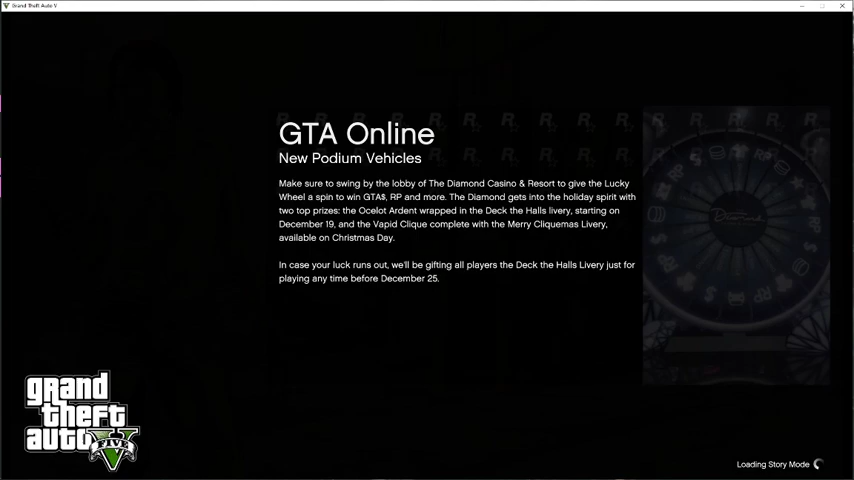 Grand Theft Auto V
GTA Online
New Podium Vehicles
Make sure to swing by the lobby of The Diamond Casino & Resort to give the Lucky
Wheel a spin to win GTA$, RP and more. The Diamond gets into the holiday spirit with
two top prizes: the Ocelot Ardent wrapped in the Deck the Halls livery, starting on
December 19, and the Vapid Clique complete with the Merry Cliquemas Livery,
available on Christmas Day.
In case your luck runs out, we'll be gifting all players the Deck the Halls Livery just for
playing any time before December 25.
grand
theft
auto V
FIVE
Loading Story Mode